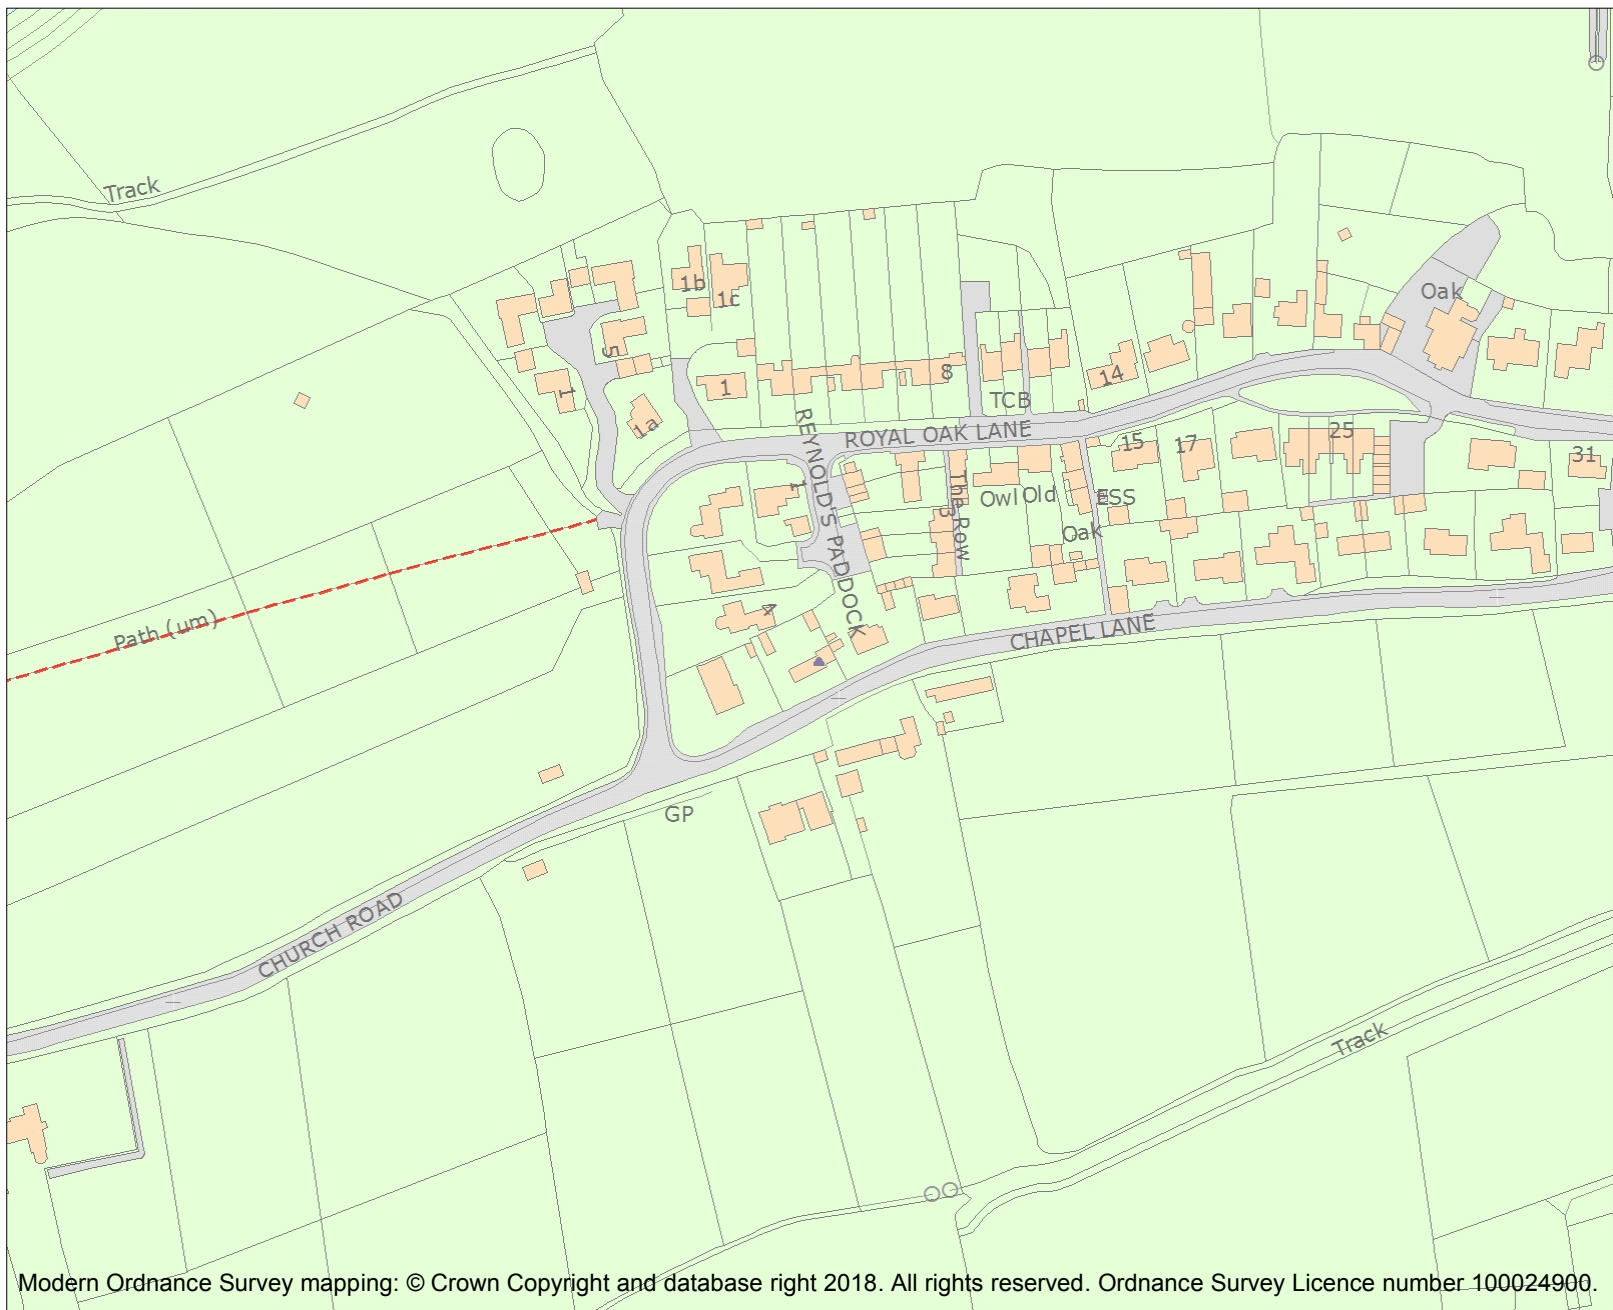 Track
1b
1c
5
1
1
8
14
Oak
1a
TCB
ROYAL OAK LANE
REYNOLD'S PADDOCK
1
15
17
25
31
The Row
3
Owl
Old
ESS
Oak
Path (um)
4
CHAPEL LANE
GP
CHURCH ROAD
Track
Modern Ordnance Survey mapping: © Crown Copyright and database right 2018. All rights reserved. Ordnance Survey Licence number 100024900.